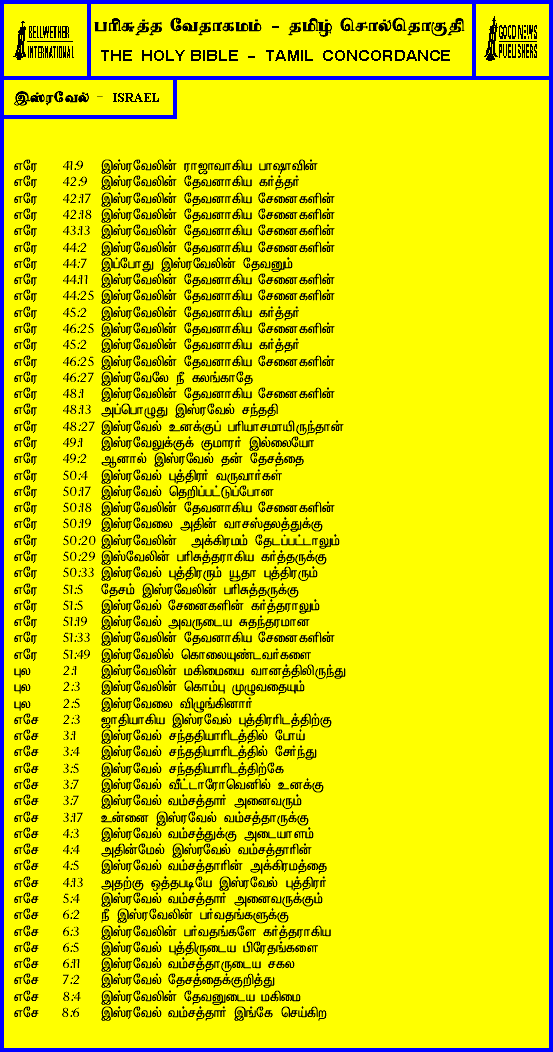 BELLWETHER
INTERNATIONAL
பரிசுத்த வேதாகமம் - தமிழ் சொல்தொகுதி
THE HOLY BIBLE - TAMIL CONCORDANCE
GOOD NEWS
PUBLISHERS
இஸ்ரவேல் - ISRAEL
எரே 41:9 இஸ்ரவேலின் ராஜாவாகிய பாஷாவின்
எரே 42:9 இஸ்ரவேலின் தேவனாகிய கர்த்தர்
எரே 42:17 இஸ்ரவேலின் தேவனாகிய சேனைகளின்
எரே 42:18 இஸ்ரவேலின் தேவனாகிய சேனைகளின்
எரே 43:13 இஸ்ரவேலின் தேவனாகிய சேனைகளின்
எரே 44:2 இஸ்ரவேலின் தேவனாகிய சேனைகளின்
எரே 44:7 இப்போது இஸ்ரவேலின் தேவனும்
எரே 44:11 இஸ்ரவேலின் தேவனாகிய சேனைகளின்
எரே 44:25 இஸ்ரவேலின் தேவனாகிய சேனைகளின்
எரே 45:2 இஸ்ரவேலின் தேவனாகிய கர்த்தர்
எரே 46:25 இஸ்ரவேலின் தேவனாகிய சேனைகளின்
எரே 45:2 இஸ்ரவேலின் தேவனாகிய கர்த்தர்
எரே 46:25 இஸ்ரவேலின் தேவனாகிய சேனைகளின்
எரே 46:27 இஸ்ரவேலே நீ கலங்காதே
எரே 48:1 இஸ்ரவேலின் தேவனாகிய சேனைகளின்
எரே 48:13 அப்பொழுது இஸ்ரவேல் சந்ததி
எரே 48:27 இஸ்ரவேல் உனக்குப் பரியாசமாயிருந்தான்
எரே 49:1 இஸ்ரவேலுக்குக் குமாரர் இல்லையோ
எரே 49:2 ஆனால் இஸ்ரவேல் தன் தேசத்தை
எரே 50:4 இஸ்ரவேல் புத்திரர் வருவார்கள்
எரே 50:17 இஸ்ரவேல் தெறிப்பட்டுப்போன
எரே 50:18 இஸ்ரவேலின் தேவனாகிய சேனைகளின்
எரே 50:19 இஸ்ரவேலை அதின் வாசஸ்தலத்துக்கு
எரே 50:20 இஸ்ரவேலின் அக்கிரமம் தேடப்பட்டாலும்
எரே 50:29 இஸ்வேலின் பரிசுத்தராகிய கர்த்தருக்கு
எரே 50:33 இஸ்ரவேல் புத்திரரும் யூதா புத்திரரும்
எரே 51:5 தேசம் இஸ்ரவேலின் பரிசுத்தருக்கு
எரே 51:5 இஸ்ரவேல் சேனைகளின் கர்த்தராலும்
எரே 51:19 இஸ்ரவேல் அவருடைய சுதந்தரமான
எரே 51:33 இஸ்ரவேலின் தேவனாகிய சேனைகளின்
எரே 51:49 இஸ்ரவேலில் கொலையுண்டவர்களை
புல 2:1 இஸ்ரவேலின் மகிமையை வானத்திலிருந்து
புல 2:3 இஸ்ரவேலின் கொம்பு முழுவதையும்
புல 2:5 இஸ்ரவேலை விழுங்கினார்
எசே 2:3 ஜாதியாகிய இஸ்ரவேல் புத்திரரிடத்திற்கு
எசே 3:1 இஸ்ரவேல் சந்ததியாரிடத்தில் போய்
எசே 3:4 இஸ்ரவேல் சந்ததியாரிடத்தில் சேர்ந்து
எசே 3:5 இஸ்ரவேல் சந்ததியாரிடத்திற்கே
எசே 3:7 இஸ்ரவேல் வீட்டாரோவெனில் உனக்கு
எசே 3:7 இஸ்ரவேல் வம்சத்தார் அனைவரும்
எசே 3:17 உன்னை இஸ்ரவேல் வம்சத்தாருக்கு
எசே 4:3 இஸ்ரவேல் வம்சத்துக்கு அடையாளம்
எசே 4:4 அதின்மேல் இஸ்ரவேல் வம்சத்தாரின்
எசே 4:5 இஸ்ரவேல் வம்சத்தாரின் அக்கிரமத்தை
எசே 4:13 அதற்கு ஒத்தபடியே இஸ்ரவேல் புத்திரர்
எசே 5:4 இஸ்ரவேல் வம்சத்தார் அனைவருக்கும்
எசே 6:2 நீ இஸ்ரவேலின் பர்வதங்களுக்கு
எசே 6:3 இஸ்ரவேலின் பர்வதங்களே கர்த்தராகிய
எசே 6:5 இஸ்ரவேல் புத்திருடைய பிரேதங்களை
எசே 6:11 இஸ்ரவேல் வம்சத்தாருடைய சகல
எசே 7:2 இஸ்ரவேல் தேசத்தைக்குறித்து
எசே 8:4 இஸ்ரவேலின் தேவனுடைய மகிமை
எசே 8:6 இஸ்ரவேல் வம்சத்தார் இங்கே செய்கிற